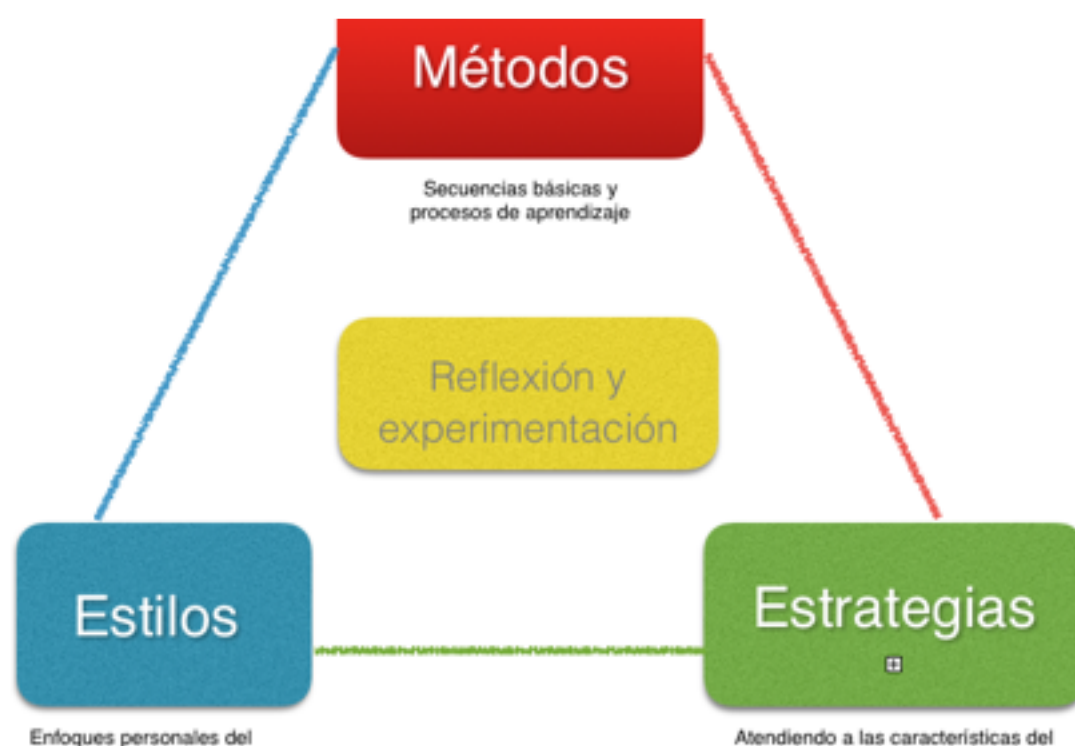 Métodos
Secuencias básicas y
procesos de aprendizaje
Reflexión y
experimentación
Estilos
Estrategias
Enfoques personales del
Atendiendo a las características del